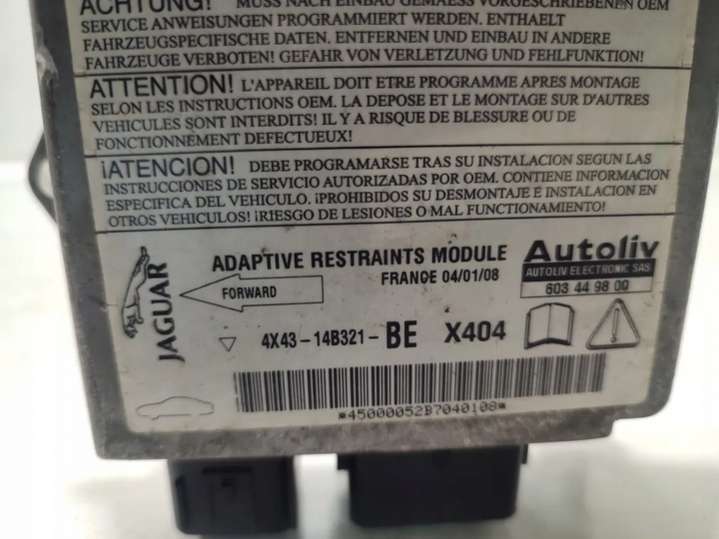 ACHTUNG! MUSS NACH EINBAU GEMAESS VORGESCHRIEBENEN OEM
SERVICE ANWEISUNGEN PROGRAMMIERT WERDEN. ENTHAELT
FAHRZEUGSPEZIFISCHE DATEN. ENTFERNEN UND EINBAU IN ANDERE
FAHRZEUGE VERBOTEN! GEFAHR VON VERLETZUNG UND FEHLFUNKTION!
ATTENTION! L'APPAREIL DOIT ETRE PROGRAMME APRES MONTAGE
SELON LES INSTRUCTIONS OEM. LA DEPOSE ET LE MONTAGE SUR D'AUTRES
VEHICULES SONT INTERDITS! IL Y A RISQUE DE BLESSURE OU DE
FONCTIONNEMENT DEFECTUEUX!
¡ATENCION! DEBE PROGRAMARSE TRAS SU INSTALACION SEGUN LAS
INSTRUCCIONES DE SERVICIO AUTORIZADAS POR OEM. CONTIENE INFORMACION
ESPECIFICA DEL VEHICULO. ¡PROHIBIDOS SU DESMONTAJE E INSTALACION EN
OTROS VEHICULOS! ¡RIESGO DE LESIONES O MAL FUNCTIONAMIENTO!
JAGUAR
ADAPTIVE RESTRAINTS MODULE
FRANCE 04/01/08
FORWARD
Autoliv
AUTOLIV ELECTRONIC SAS
603 44 98 00
4X43-14B321-BE X404
*45000052B7040108*